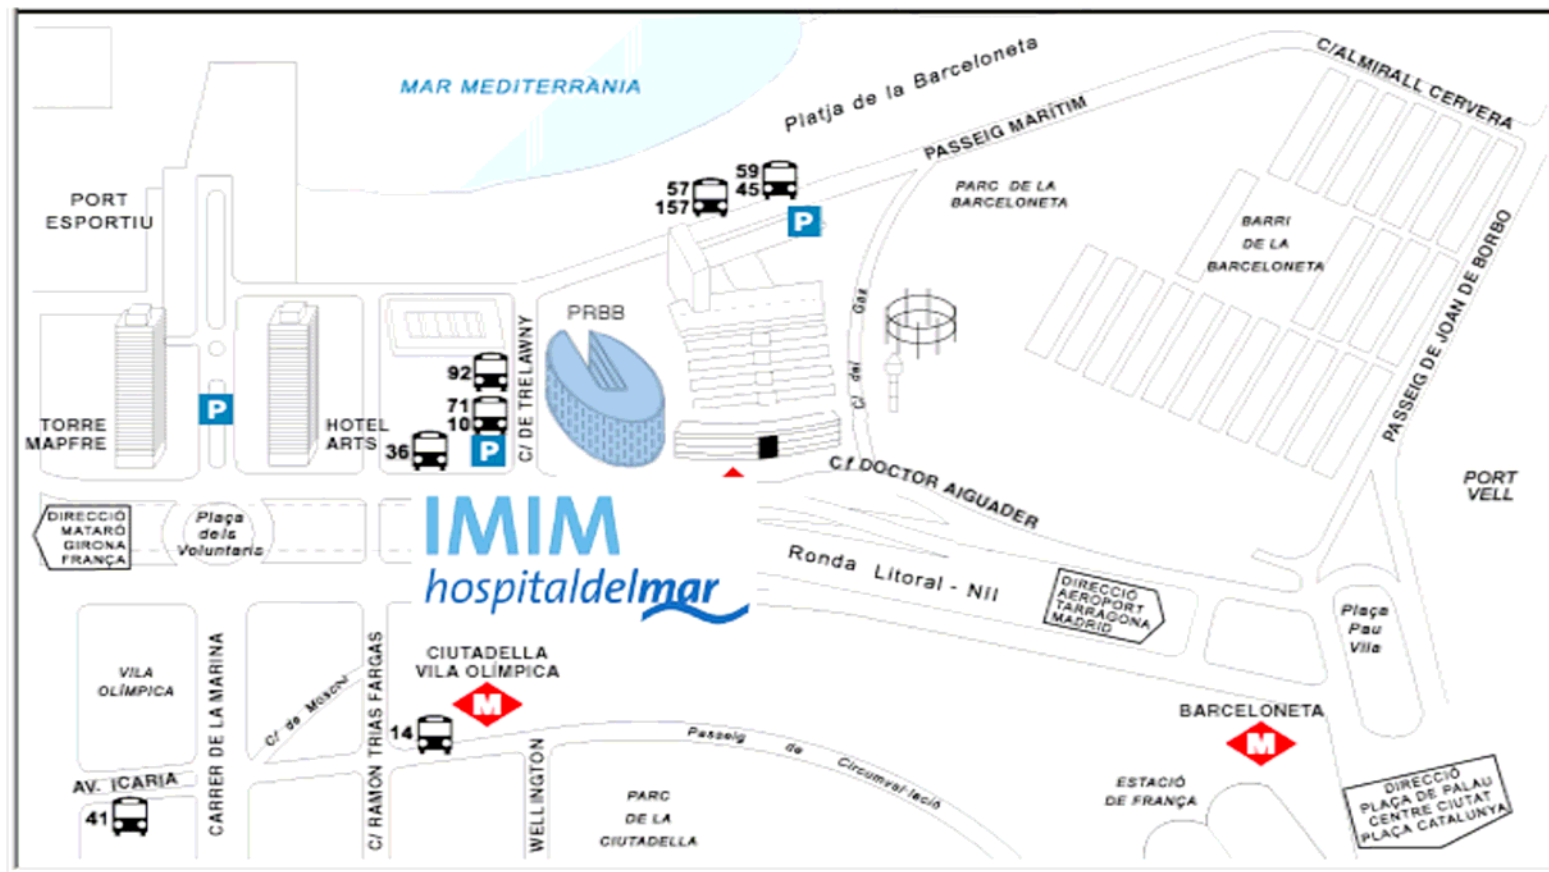 MAR MEDITERRÀNIA
Platja de la Barceloneta
C/ALMIRALL CERVERA
PASSEIG MARÍTIM
59
45
57
157
P
PARC DE LA
BARCELONETA
PORT
ESPORTIU
BARRI
DE LA
BARCELONETA
PASSEIG DE JOAN DE BORBO
PRBB
C/ DE TRELAWNY
C/ del Gas
92
71
10
36
P
P
TORRE
MAPFRE
HOTEL
ARTS
C/ DOCTOR AIGUADER
PORT
VELL
DIRECCIÓ
MATARÓ
GIRONA
FRANÇA
Plaça
dels
Voluntaris
IMIM
hospitaldelmar
Ronda Litoral - Nil
DIRECCIÓ
AEROPORT
TARRAGONA
MADRID
Plaça
Pau
Vila
CIUTADELLA
VILA OLÍMPICA
M
VILA
OLÍMPICA
CARRER DE LA MARINA
C/ de Moscú
C/ RAMON TRIAS FARGAS
14
Passeig de Circumval·lació
BARCELONETA
M
AV. ICARIA
41
WELLINGTON
PARC
DE LA
CIUTADELLA
ESTACIÓ
DE FRANÇA
DIRECCIÓ
PLAÇA DE PALAU
CENTRE CIUTAT
PLAÇA CATALUNYA